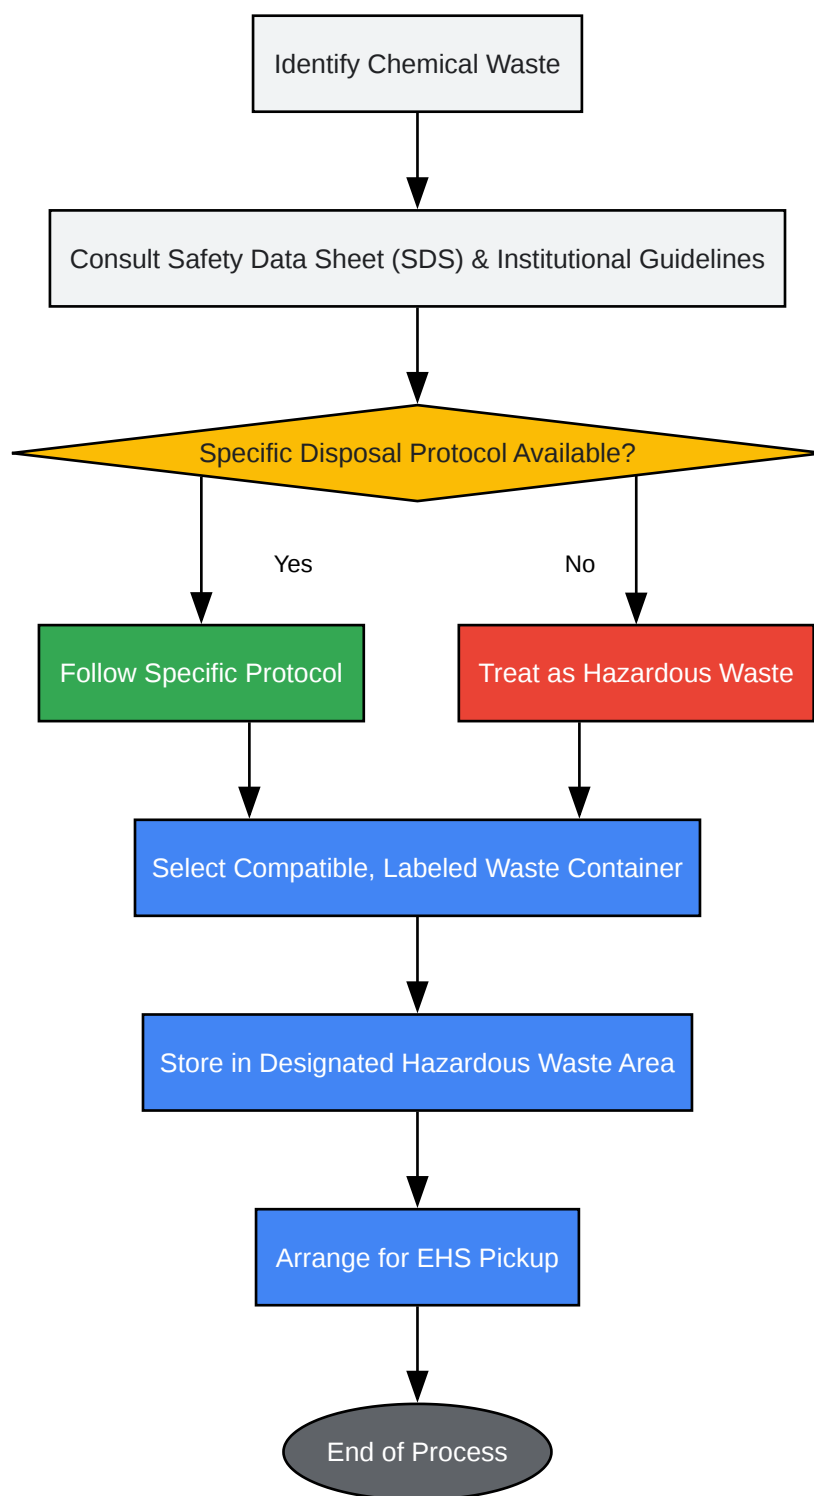 Identify Chemical Waste
Consult Safety Data Sheet (SDS) & Institutional Guidelines
Specific Disposal Protocol Available?
Yes
No
Follow Specific Protocol
Treat as Hazardous Waste
Select Compatible, Labeled Waste Container
Store in Designated Hazardous Waste Area
Arrange for EHS Pickup
End of Process